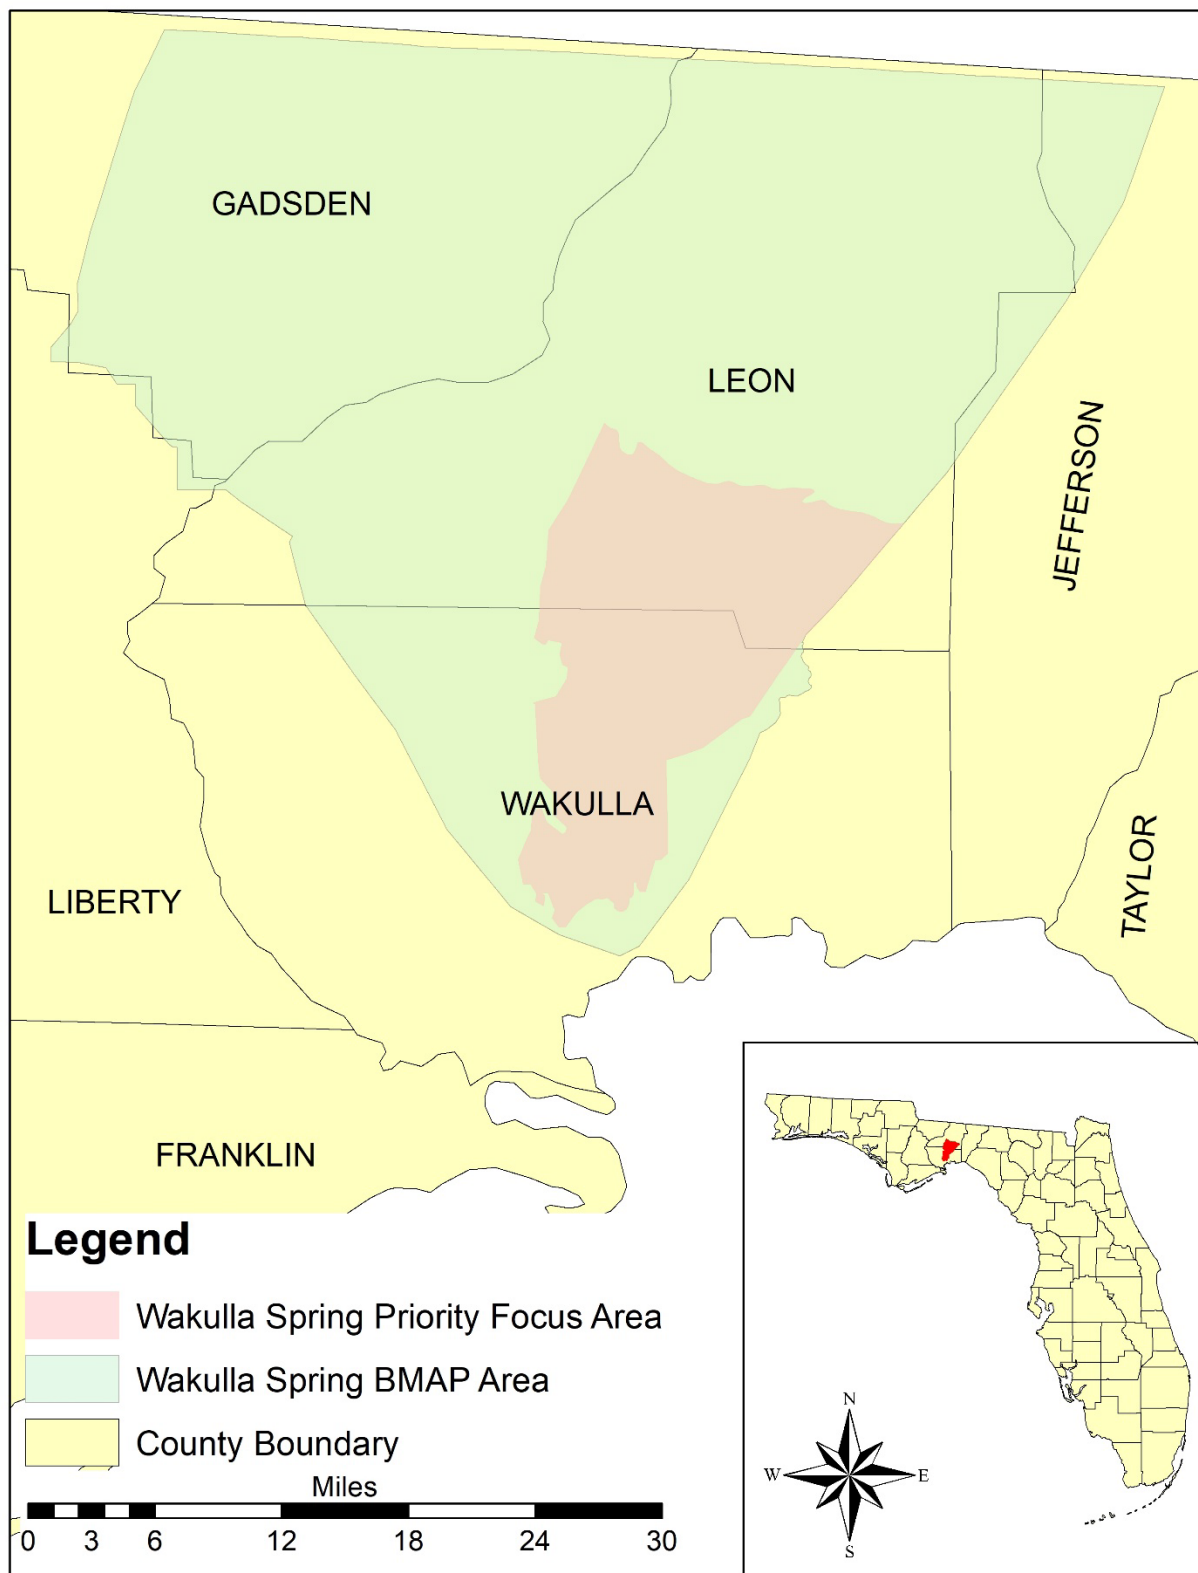 GADSDEN
LEON
JEFFERSON
WAKULLA
TAYLOR
LIBERTY
FRANKLIN
Legend
Wakulla Spring Priority Focus Area
Wakulla Spring BMAP Area
County Boundary
Miles
0 3 6 12 18 24 30
N
W E
S